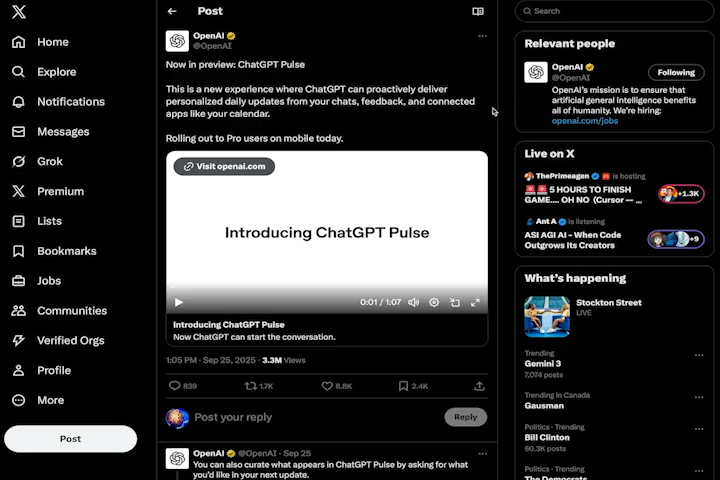 Home
Explore
Notifications
Messages
Grok
Premium
Lists
Bookmarks
Jobs
Communities
Verified Orgs
Profile
More
Post
Post
OpenAI
@OpenAI
Now in preview: ChatGPT Pulse
This is a new experience where ChatGPT can proactively deliver
personalized daily updates from your chats, feedback, and connected
apps like your calendar.
Rolling out to Pro users on mobile today.
Visit openai.com
Introducing ChatGPT Pulse
0:01 / 1:07
Introducing ChatGPT Pulse
Now ChatGPT can start the conversation.
1:05 PM · Sep 25, 2025 · 3.3M Views
839
1.7K
8.8K
2.4K
Post your reply
Reply
OpenAI @OpenAI · Sep 25
You can also curate what appears in ChatGPT Pulse by asking for what
you'd like in your next update.
Search
Relevant people
OpenAI
@OpenAI
Following
OpenAI's mission is to ensure that
artificial general intelligence benefits
all of humanity. We're hiring:
openai.com/jobs
Live on X
ThePrimeagen is hosting
5 HOURS TO FINISH
GAME.... OH NO (Cursor -- ...
+1.3K
Ant A is listening
ASI AGI AI - When Code
Outgrows Its Creators
+9
What's happening
Stockton Street
LIVE
Trending
Gemini 3
7,074 posts
Trending in Canada
Gausman
Politics · Trending
Bill Clinton
60.3K posts
Politics · Trending
The Democrats